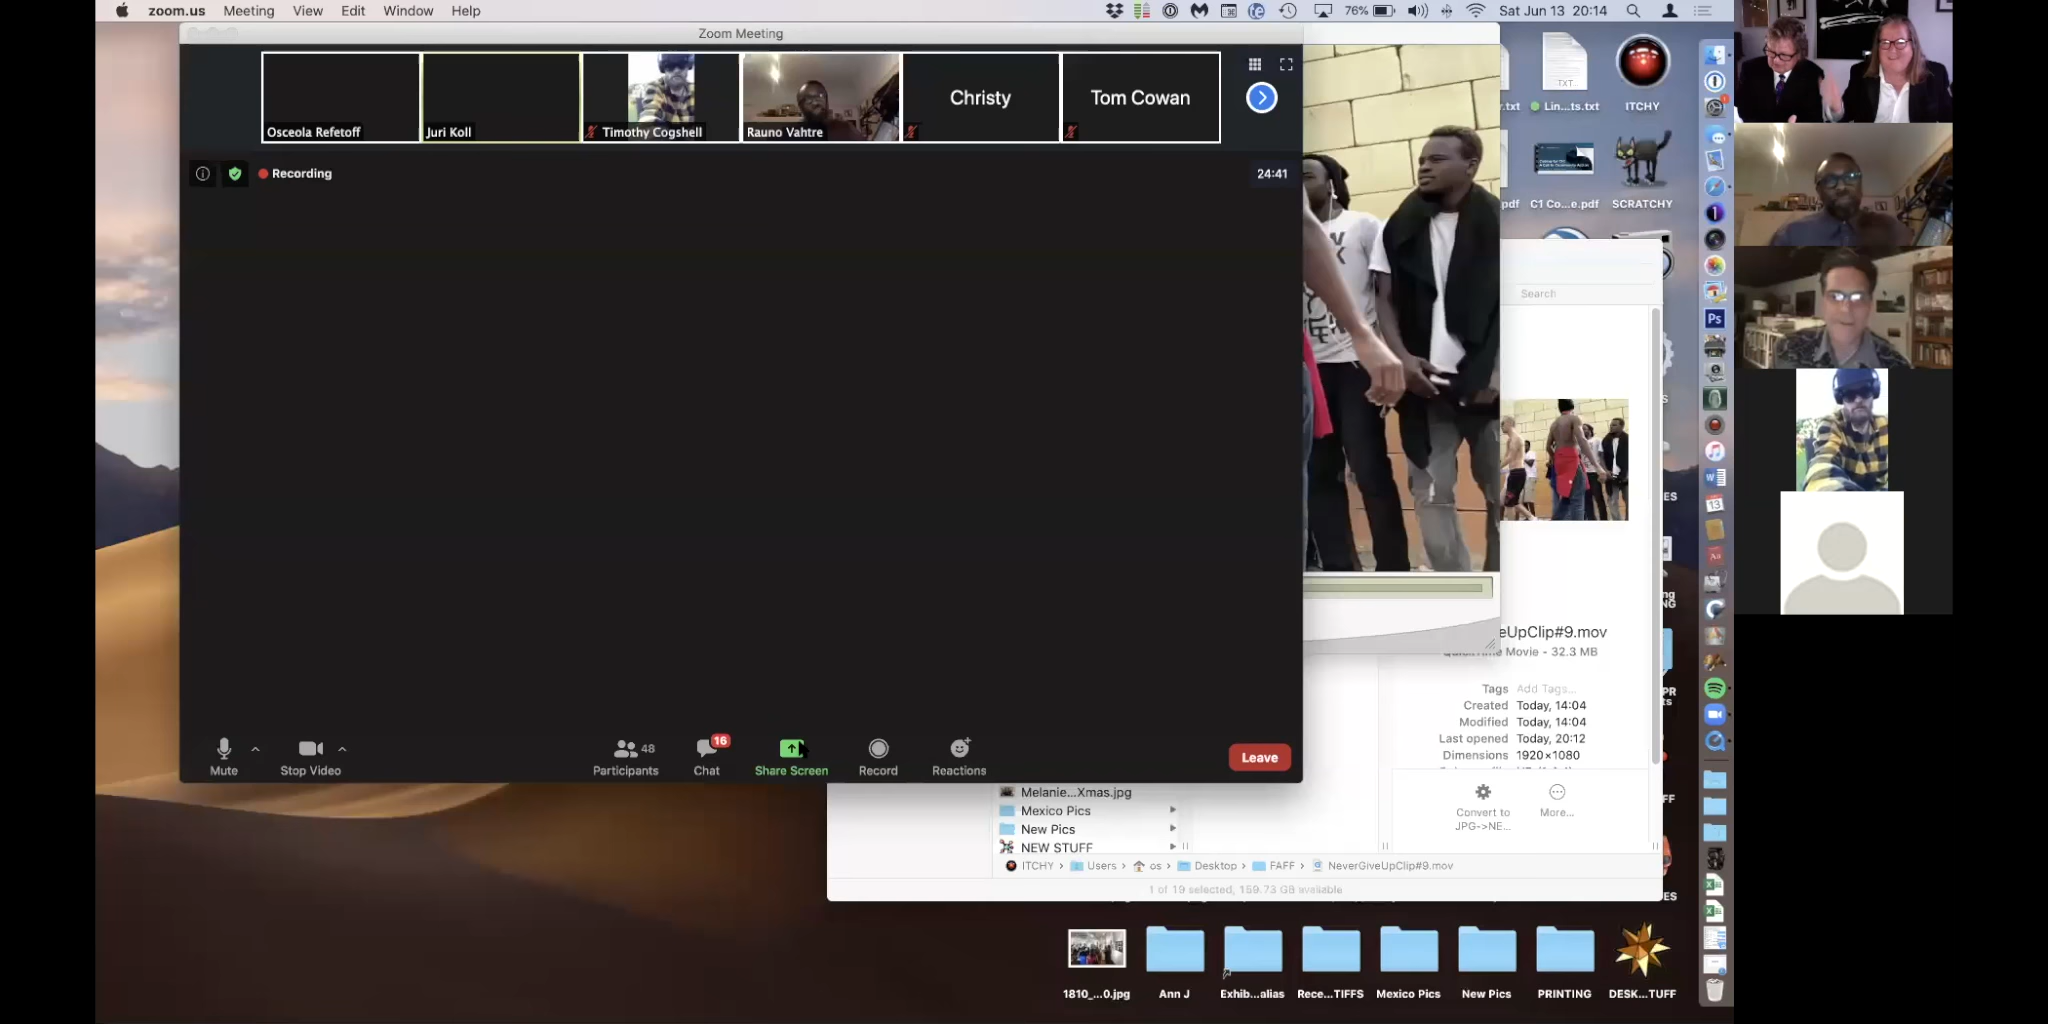 zoom.us Meeting View Edit Window Help
76% Sat Jun 13 20:14
Zoom Meeting
Osceola Refetoff
Juri Koll
Timothy Cogshell
Rauno Vahtre
Christy
Tom Cowan
Recording
24:41
.txt
TXT
Lin...ts.txt
ITCHY
pdf
C1 Co...e.pdf
SCRATCHY
Search
Ps
13
eUpClip#9.mov
QuickTime Movie - 32.3 MB
Tags Add Tags...
Created Today, 14:04
Modified Today, 14:04
Last opened Today, 20:12
Dimensions 1920×1080
Convert to
JPG->NE...
More...
Mute
Stop Video
48
Participants
16
Chat
Share Screen
Record
Reactions
Leave
Melanie...Xmas.jpg
Mexico Pics
New Pics
NEW STUFF
ITCHY › Users › os › Desktop › FAFF › NeverGiveUpClip#9.mov
1 of 19 selected, 159.73 GB available
1810_...0.jpg
Ann J
Exhib...alias
Rece...TIFFS
Mexico Pics
New Pics
PRINTING
DESK...TUFF